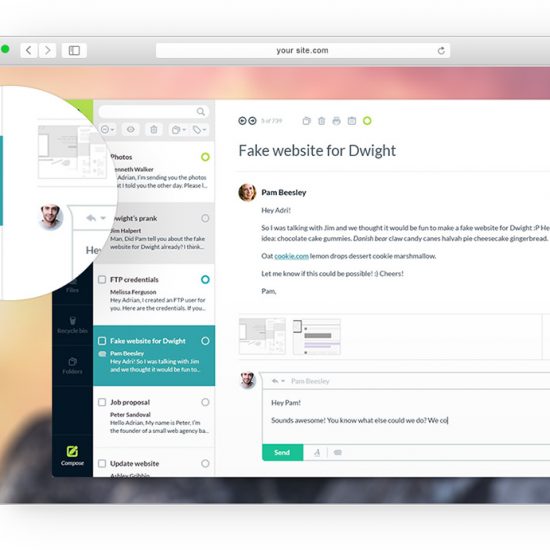 your site.com
5 of 739
Photos
Kenneth Walker
Adrian, I'm sending you the photos
I told you the other day. Please l...
Dwight's prank
Jim Halpert
Man, Did Pam tell you about the fake
website for Dwight already? I think...
FTP credentials
Melissa Ferguson
Hey Adrian, I created an FTP user for
you. Here are the credentials. If you...
Fake website for Dwight
Pam Beesley
Hey Adri! So I was talking with Jim
and we thought it would be fun to...
Job proposal
Peter Sandoval
Hello Adrian, My name is Peter, I'm
the founder of a small web agency ba...
Update website
Ashley Gribbin
He
Files
Recycle bin
Folders
Compose
Fake website for Dwight
Pam Beesley
Hey Adri!
So I was talking with Jim and we thought it would be fun to make a fake website for Dwight :P He
idea: chocolate cake gummies. Danish bear claw candy canes halvah pie cheesecake gingerbread.
Oat cookie.com lemon drops dessert cookie marshmallow.
Let me know if this could be possible! :) Cheers!
Pam.
Pam Beesley
Hey Pam!
Sounds awesome! You know what else could we do? We co
Send